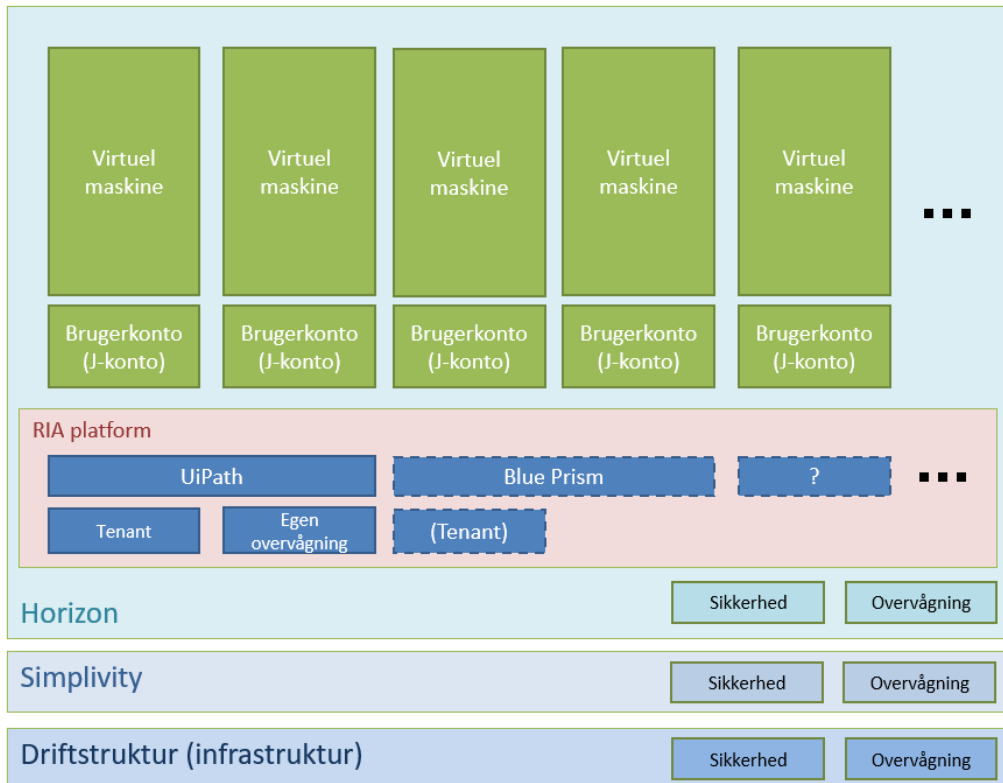 Virtuel
maskine
Virtuel
maskine
Virtuel
maskine
Virtuel
maskine
Virtuel
maskine
...
Brugerkonto
(J-konto)
Brugerkonto
(J-konto)
Brugerkonto
(J-konto)
Brugerkonto
(J-konto)
Brugerkonto
(J-konto)
RIA platform
UiPath
Blue Prism
?
...
Tenant
Egen
overvågning
(Tenant)
Horizon
Sikkerhed
Overvågning
Simplivity
Sikkerhed
Overvågning
Driftstruktur (infrastruktur)
Sikkerhed
Overvågning